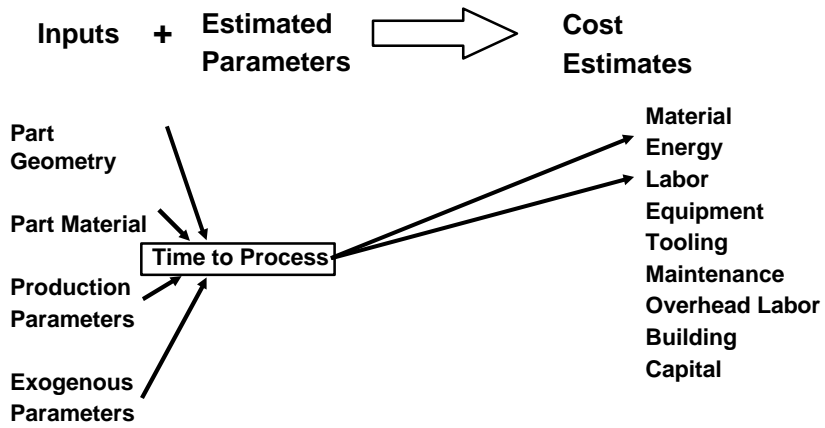 Inputs + Estimated
Parameters
Cost
Estimates
Part
Geometry
Part Material
Production
Parameters
Exogenous
Parameters
Time to Process
Material
Energy
Labor
Equipment
Tooling
Maintenance
Overhead Labor
Building
Capital